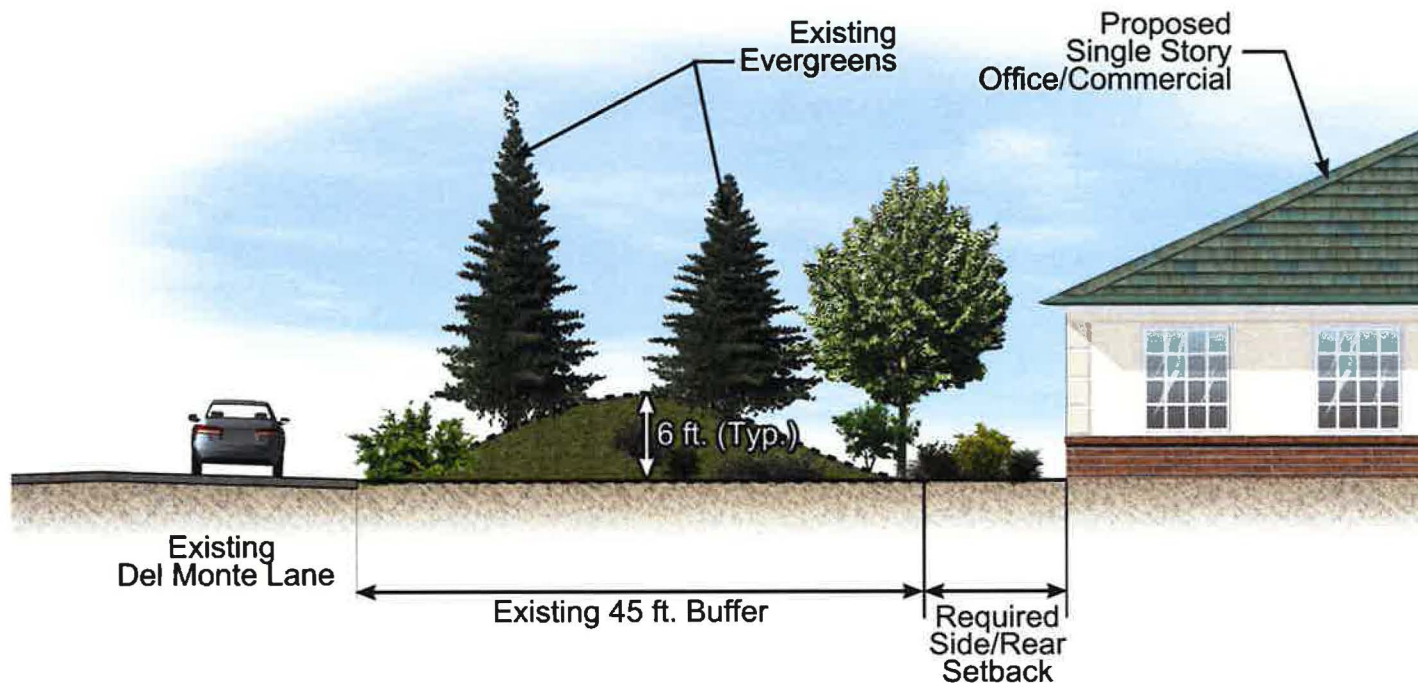 Existing
Evergreens
Proposed
Single Story
Office/Commercial
6 ft. (Typ.)
Existing
Del Monte Lane
Existing 45 ft. Buffer
Required
Side/Rear
Setback